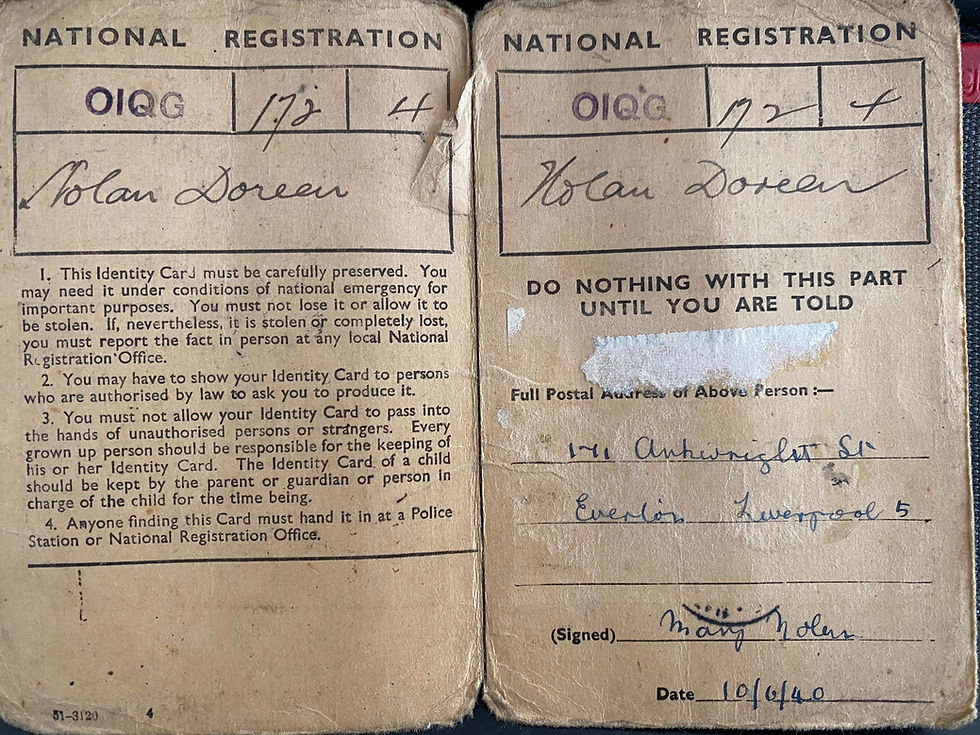 NATIONAL REGISTRATION
OIQG 172 4
Nolan Doreen
1. This Identity Card must be carefully preserved. You
may need it under conditions of national emergency for
important purposes. You must not lose it or allow it to
be stolen. If, nevertheless, it is stolen or completely lost,
you must report the fact in person at any local National
Registration Office.
2. You may have to show your Identity Card to persons
who are authorised by law to ask you to produce it.
3. You must not allow your Identity Card to pass into
the hands of unauthorised persons or strangers. Every
grown up person should be responsible for the keeping of
his or her Identity Card. The Identity Card of a child
should be kept by the parent or guardian or person in
charge of the child for the time being.
4. Anyone finding this Card must hand it in at a Police
Station or National Registration Office.
51-3120 4
NATIONAL REGISTRATION
OIQG 172 4
Nolan Doreen
DO NOTHING WITH THIS PART
UNTIL YOU ARE TOLD
Full Postal Address of Above Person :—
171 Arkwright St
Everton Liverpool 5
(Signed) Mary Nolan
Date 10/6/40